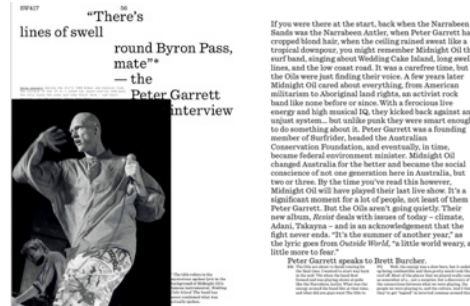 SW417
56
“There’s
lines of swell
round Byron Pass,
mate”*
— the
Peter Garrett
interview
If you were there at the start, back when the Narrabeen
Sands was the Narrabeen Antler, when Peter Garrett had
cropped blond hair, when the ceiling rained sweat like a
tropical downpour, you might remember Midnight Oil the
surf band, singing about Wedding Cake Island, long swell
lines, and the low coast road. It was a carefree time, but
the Oils were just finding their voice. A few years later
Midnight Oil cared about everything, from American
militarism to Aboriginal land rights, an activist rock
band like none before or since. With a ferocious live
energy and high musical IQ, they kicked back against an
unjust system… but unlike punk they were smart enough
to do something about it. Peter Garrett was a founding
member of Surfrider, headed the Australian
Conservation Foundation, and eventually, in time,
became federal environment minister. Midnight Oil
changed Australia for the better and became the social
conscience of not one generation here in Australia, but
two or three. By the time you’ve read this however,
Midnight Oil will have played their last live show. It’s a
significant moment for a lot of people, not least of them
Peter Garrett. But the Oils aren’t going quietly. Their
new album, Resist deals with issues of today – climate,
Adani, Takayna – and is an acknowledgement that the
fight never ends. “It’s the summer of another year,” as
the lyric goes from Outside World, “a little world weary, a
little more to fear.”
Peter Garrett speaks to Brett Burcher.